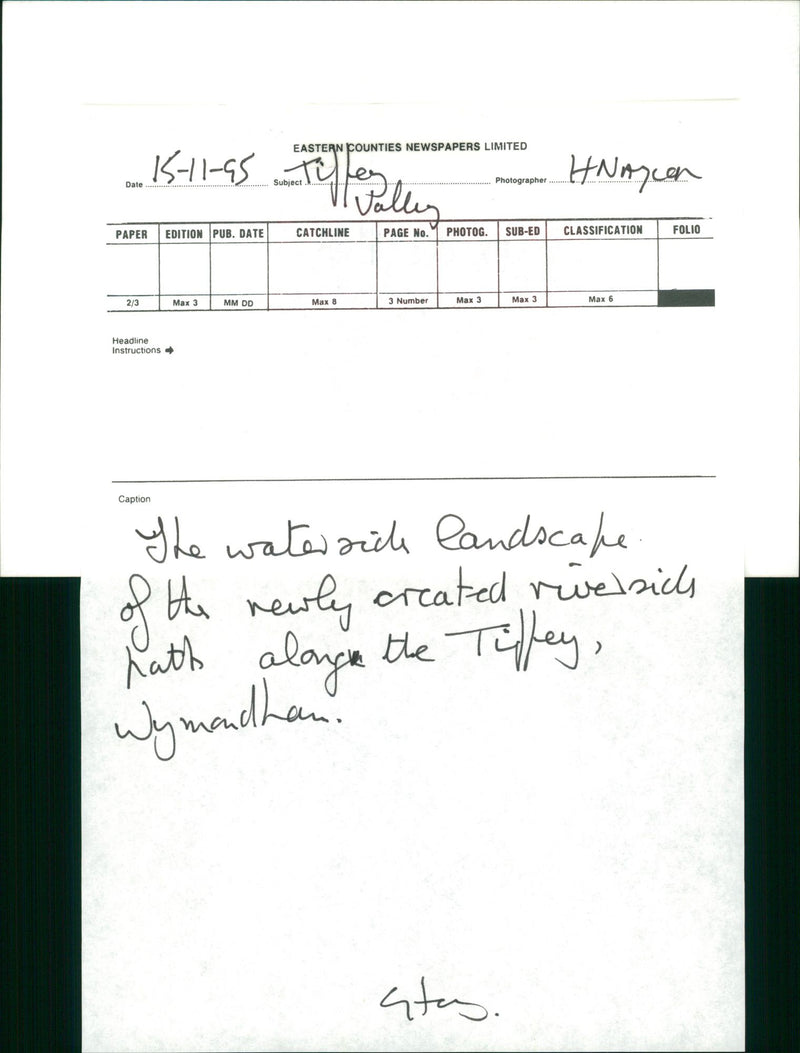 EASTERN COUNTIES NEWSPAPERS LIMITED
Date 15-11-95 Subject Tiffey Valley Photographer
PAPER EDITION PUB. DATE CATCHLINE PAGE No. PHOTOG. SUB-ED CLASSIFICATION FOLIO
2/3 Max 3 MM DD Max 8 3 Number Max 3 Max 3 Max 6
Headline
Instructions
Caption
The waterside landscape
of the newly created riverside
path along the Tiffey,
Wymondham.